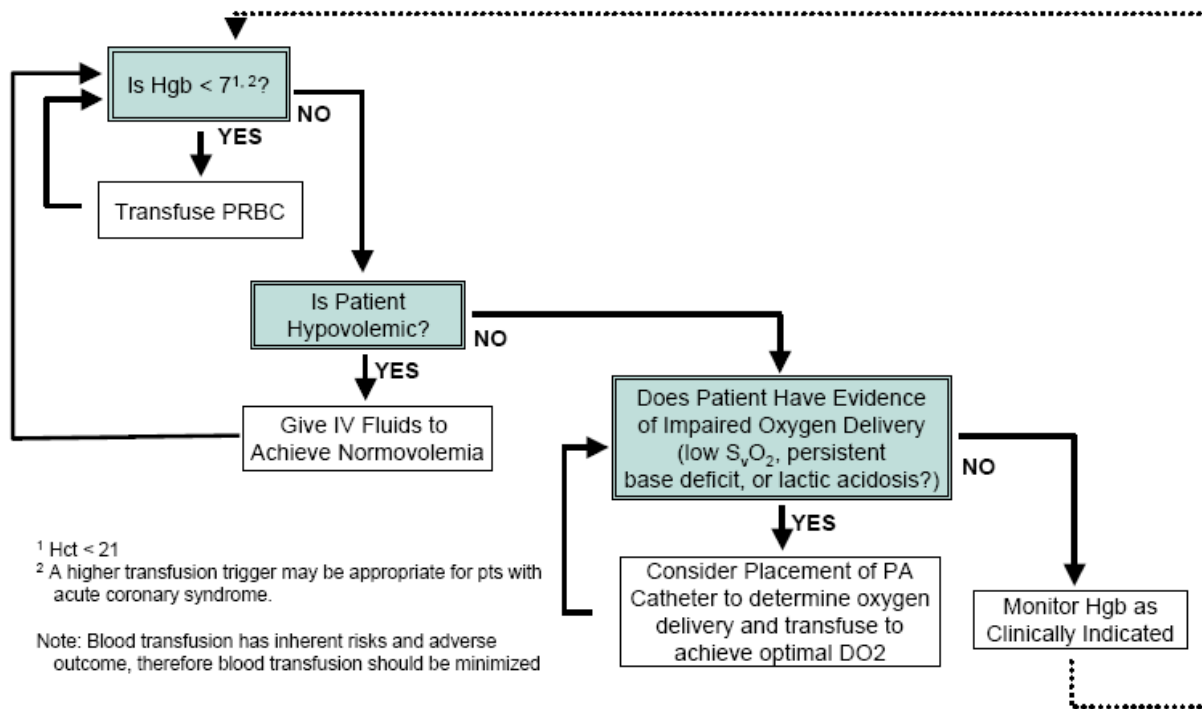 Is Hgb < 7¹,²?
NO
YES
Transfuse PRBC
Is Patient
Hypovolemic?
NO
YES
Give IV Fluids to
Achieve Normovolemia
Does Patient Have Evidence
of Impaired Oxygen Delivery
(low SᵥO₂, persistent
base deficit, or lactic acidosis?)
NO
YES
Consider Placement of PA
Catheter to determine oxygen
delivery and transfuse to
achieve optimal DO2
Monitor Hgb as
Clinically Indicated
¹ Hct < 21
² A higher transfusion trigger may be appropriate for pts with
acute coronary syndrome.
Note: Blood transfusion has inherent risks and adverse
outcome, therefore blood transfusion should be minimized